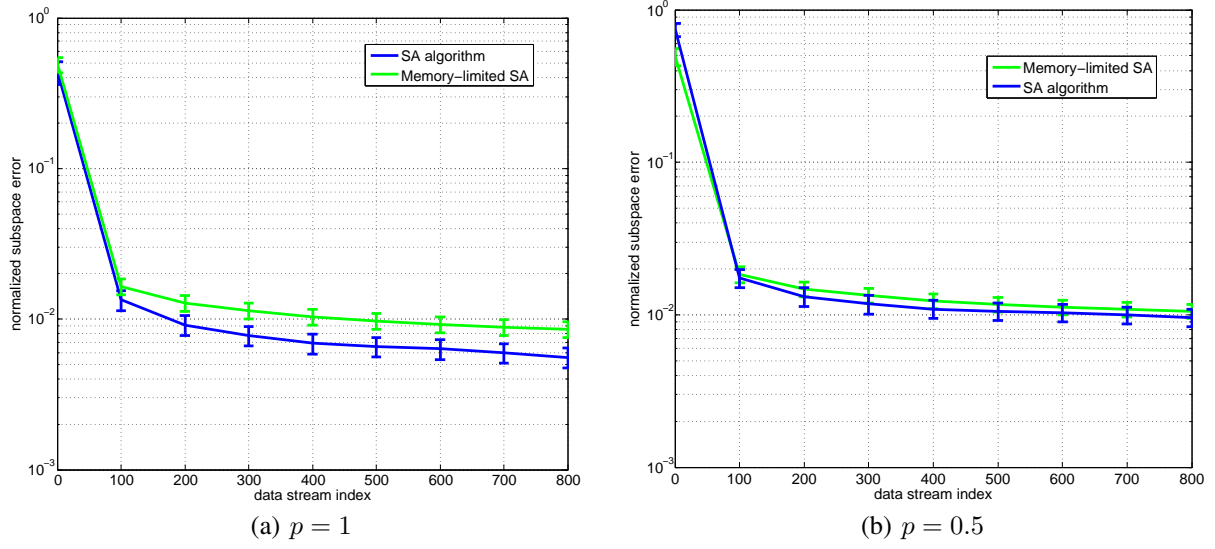 10^0
10^−1
10^−2
10^−3
normalized subspace error
SA algorithm
Memory−limited SA
0 100 200 300 400 500 600 700 800
data stream index
(a) p = 1
10^0
10^−1
10^−2
10^−3
normalized subspace error
Memory−limited SA
SA algorithm
0 100 200 300 400 500 600 700 800
data stream index
(b) p = 0.5